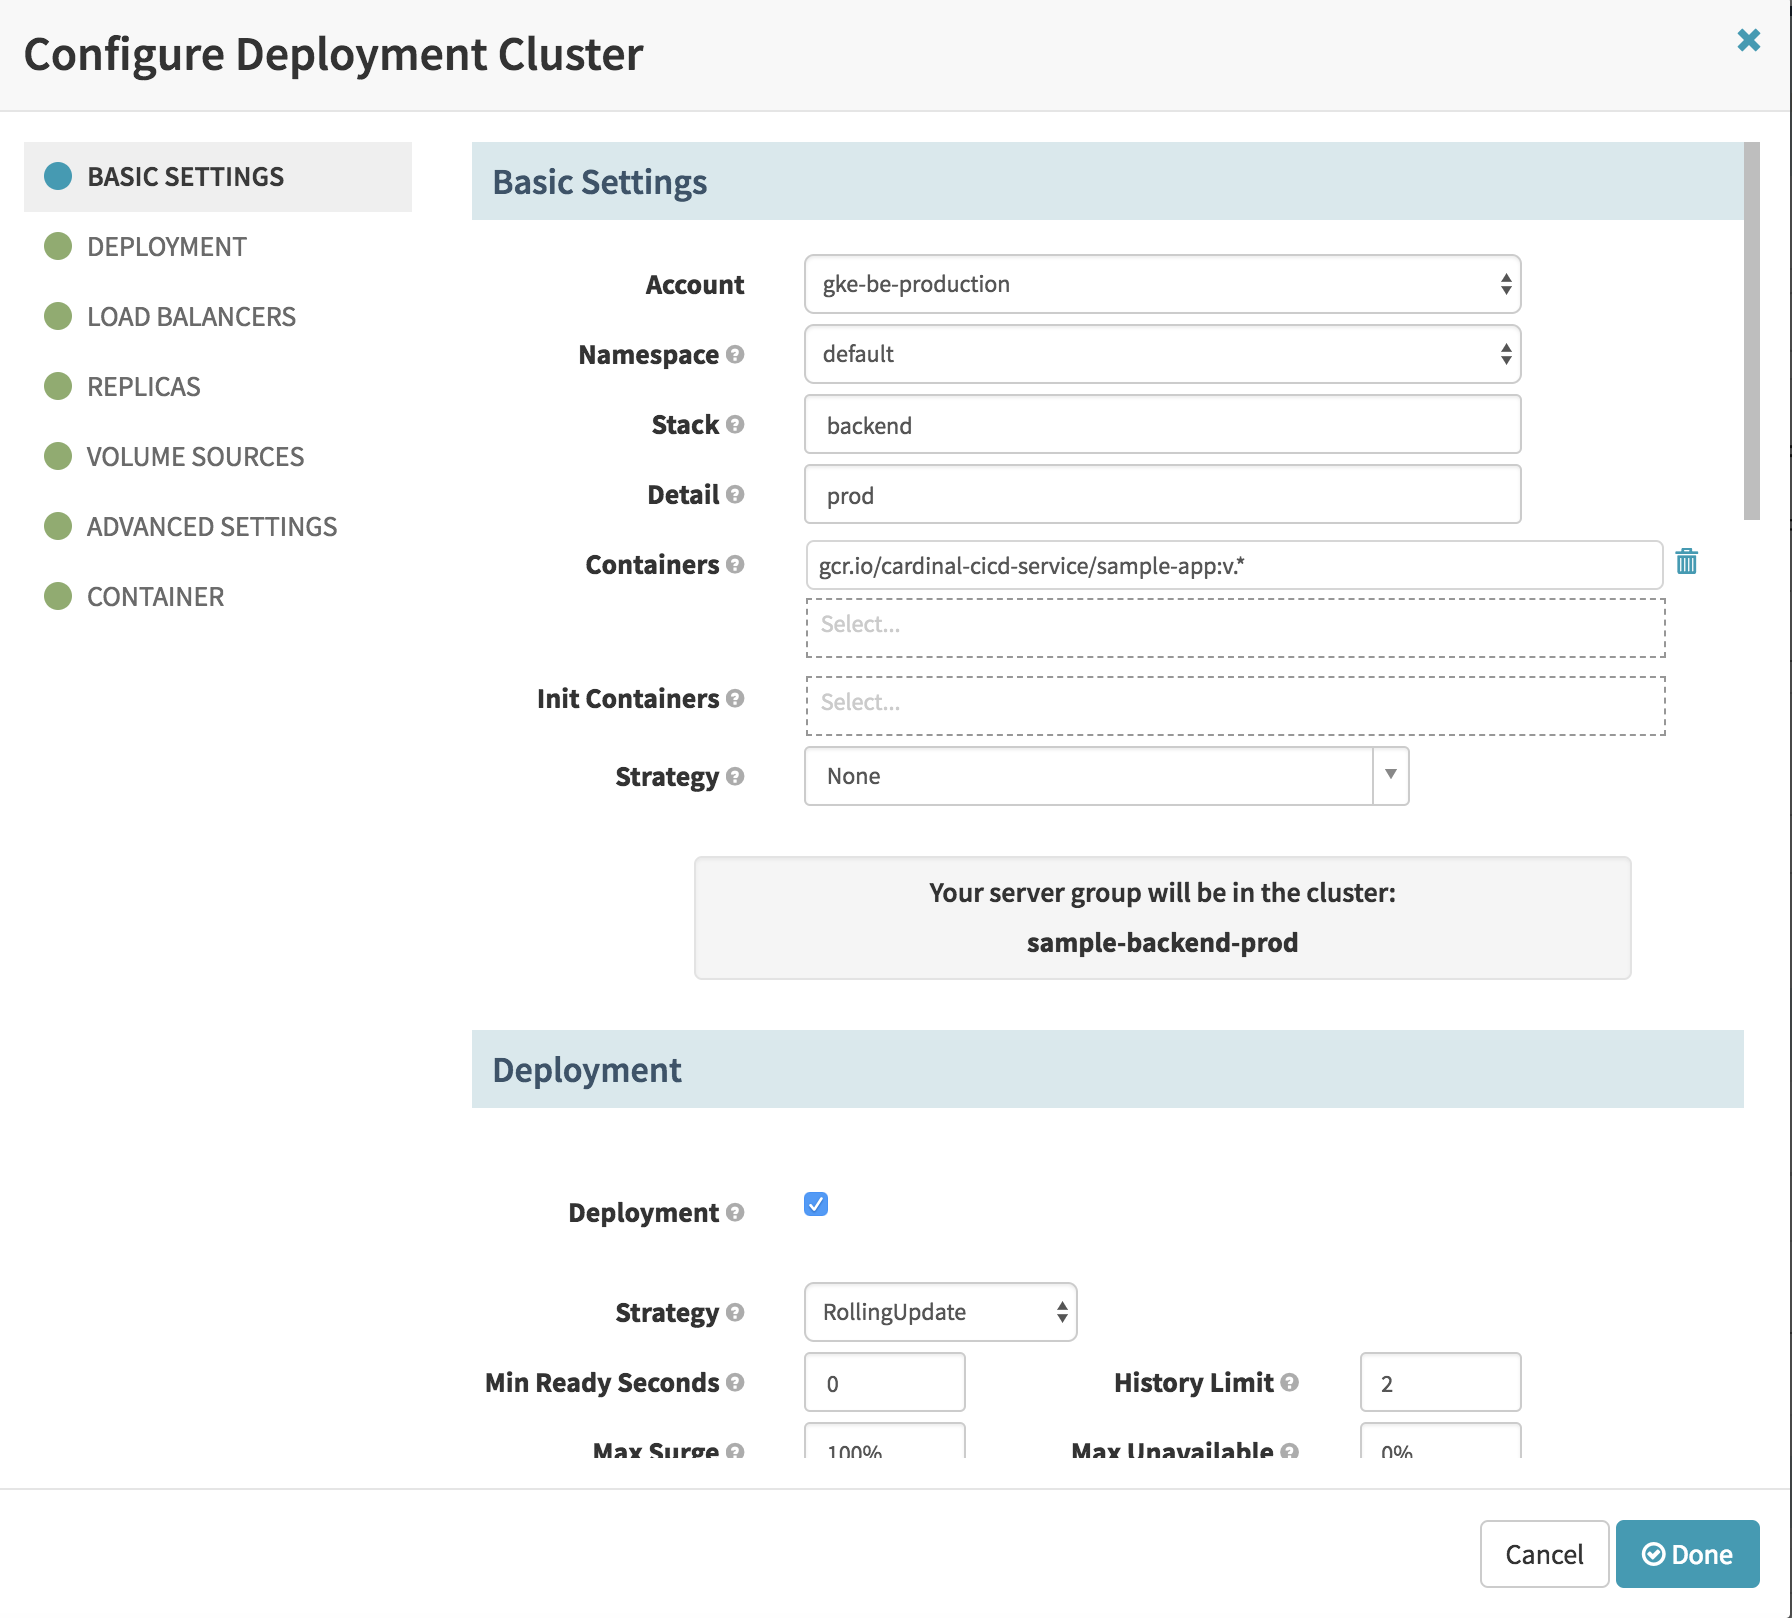 Configure Deployment Cluster
BASIC SETTINGS
DEPLOYMENT
LOAD BALANCERS
REPLICAS
VOLUME SOURCES
ADVANCED SETTINGS
CONTAINER
Basic Settings
Account gke-be-production
Namespace default
Stack backend
Detail prod
Containers gcr.io/cardinal-cicd-service/sample-app:v.*
Select...
Init Containers Select...
Strategy None
Your server group will be in the cluster:
sample-backend-prod
Deployment
Deployment
Strategy RollingUpdate
Min Ready Seconds 0 History Limit 2
Max Surge 100% Max Unavailable 0%
Cancel Done